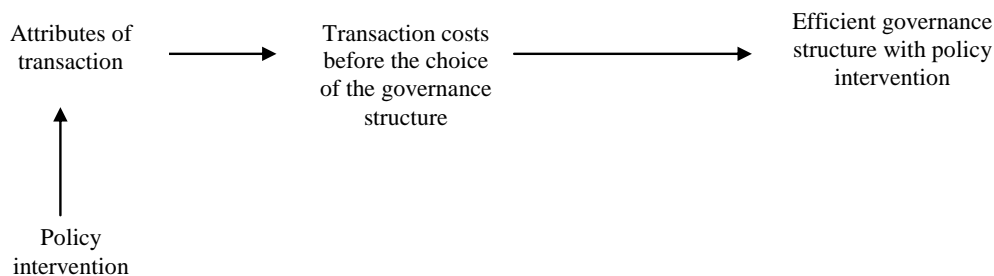 Attributes of
transaction
Transaction costs
before the choice
of the governance
structure
Efficient governance
structure with policy
intervention
Policy
intervention